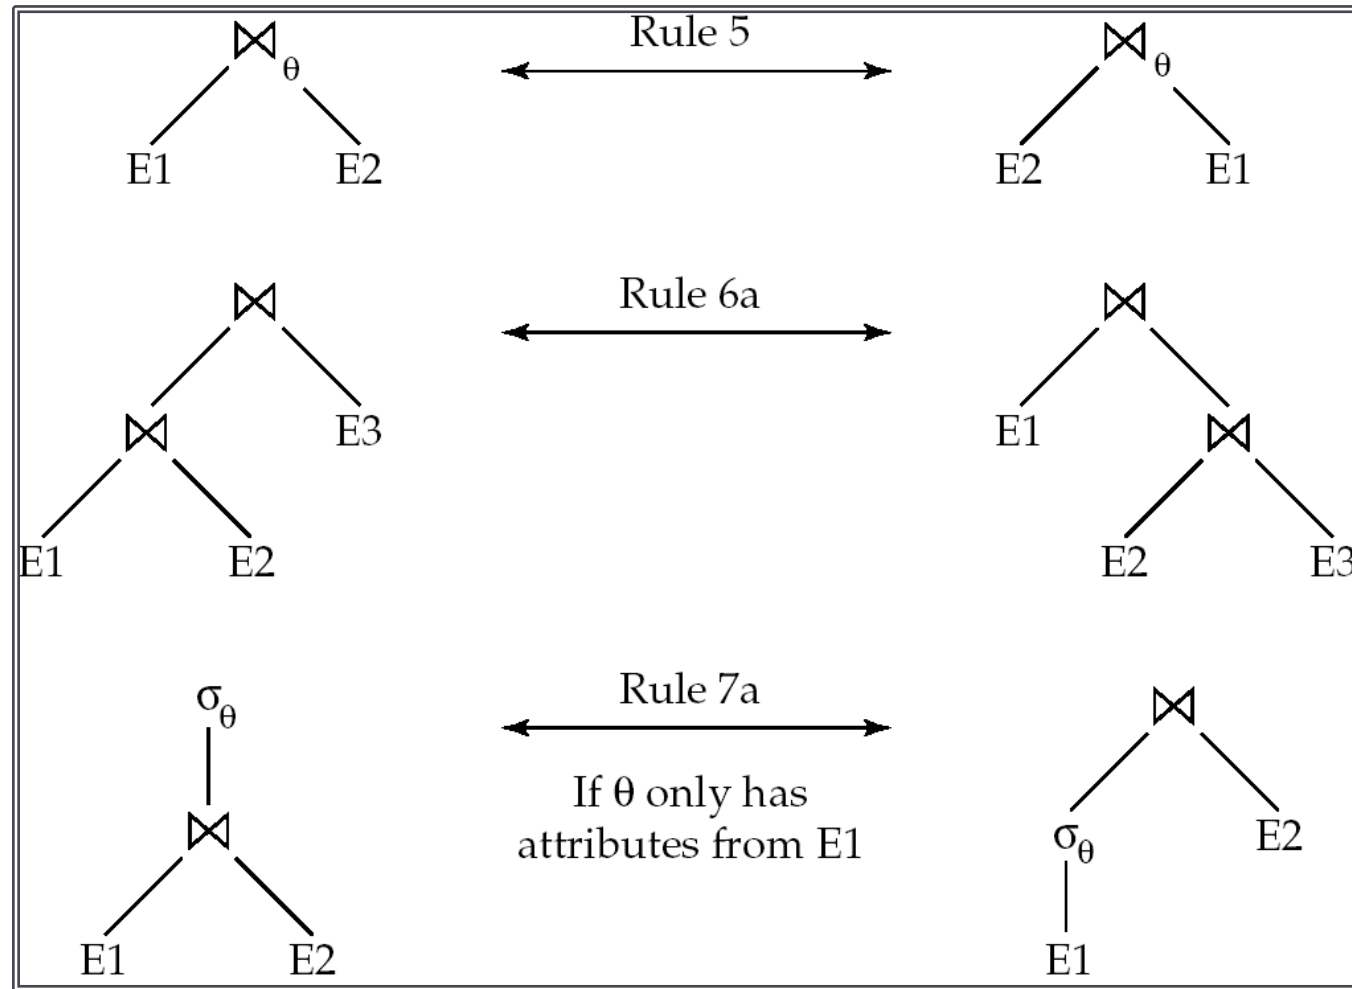 Rule 5
⋈θ
⋈θ
E1 E2
E2 E1
Rule 6a
⋈
⋈
E3
E1
⋈
⋈
E1 E2
E2 E3
Rule 7a
σθ
⋈
If θ only has
attributes from E1
⋈
σθ
E2
E1 E2
E1